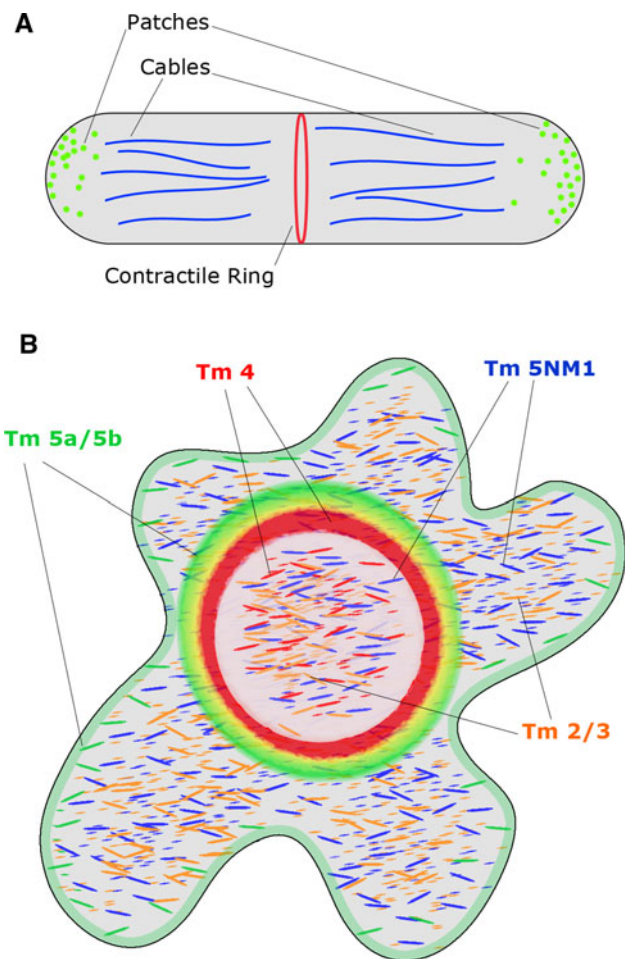 A
Patches
Cables
Contractile Ring
B
Tm 4
Tm 5NM1
Tm 5a/5b
Tm 2/3